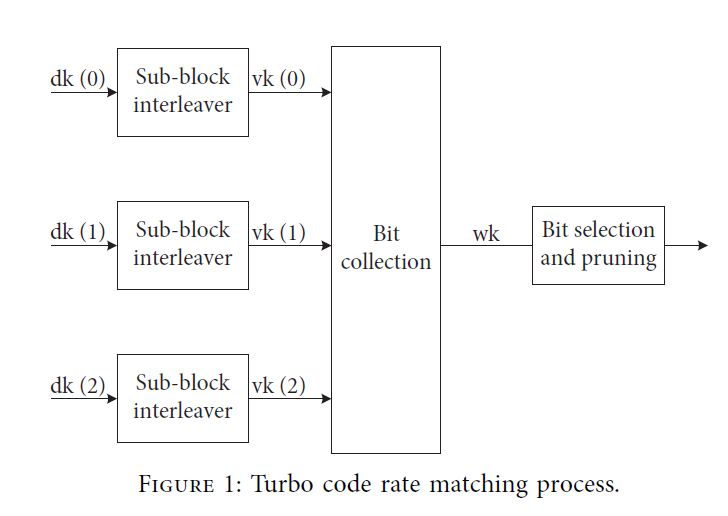 dk (0)
Sub-block
interleaver
vk (0)
dk (1)
Sub-block
interleaver
vk (1)
dk (2)
Sub-block
interleaver
vk (2)
Bit
collection
wk
Bit selection
and pruning
FIGURE 1: Turbo code rate matching process.